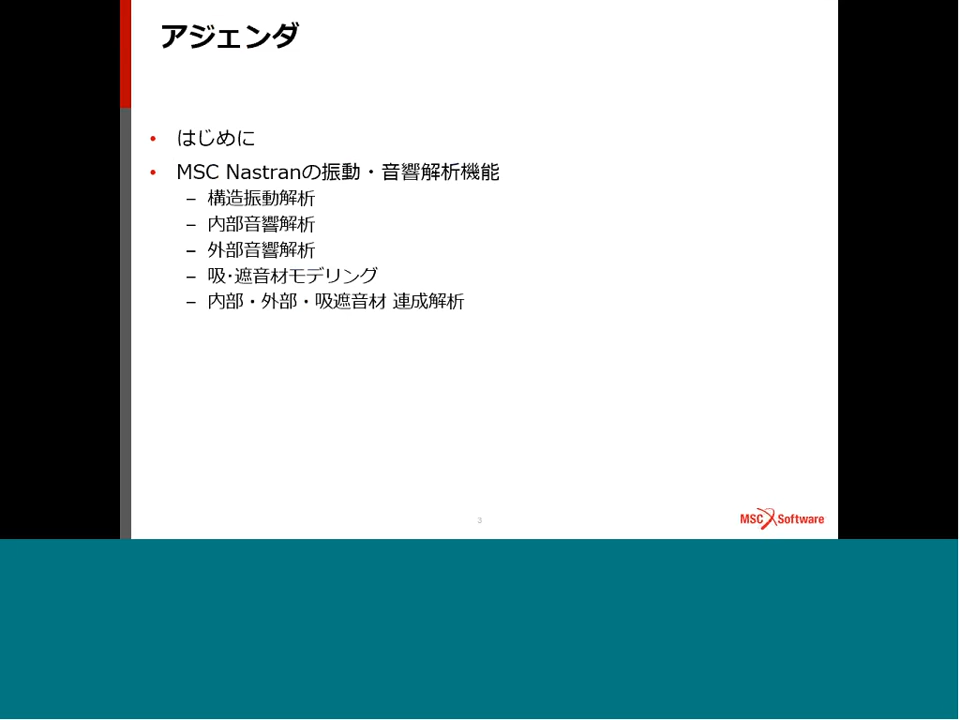 アジェンダ
• はじめに
• MSC Nastranの振動・音響解析機能
– 構造振動解析
– 内部音響解析
– 外部音響解析
– 吸･遮音材モデリング
– 内部・外部・吸遮音材 連成解析
3
MSC Software